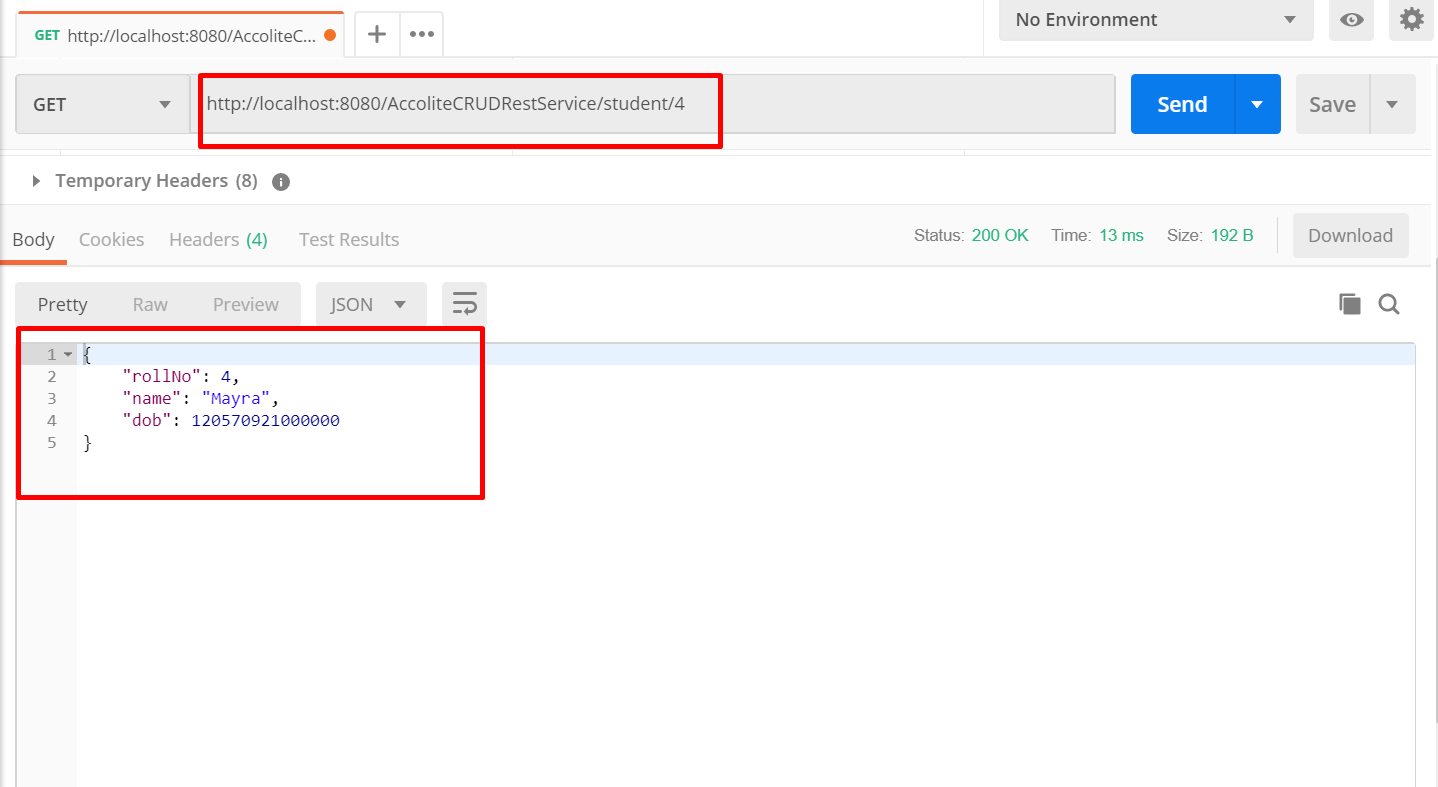 GET http://localhost:8080/AccoliteC...
No Environment
GET
http://localhost:8080/AccoliteCRUDRestService/student/4
Send
Save
Temporary Headers (8)
Body Cookies Headers (4) Test Results
Status: 200 OK Time: 13 ms Size: 192 B
Download
Pretty Raw Preview
JSON
1 {
2 "rollNo": 4,
3 "name": "Mayra",
4 "dob": 120570921000000
5 }